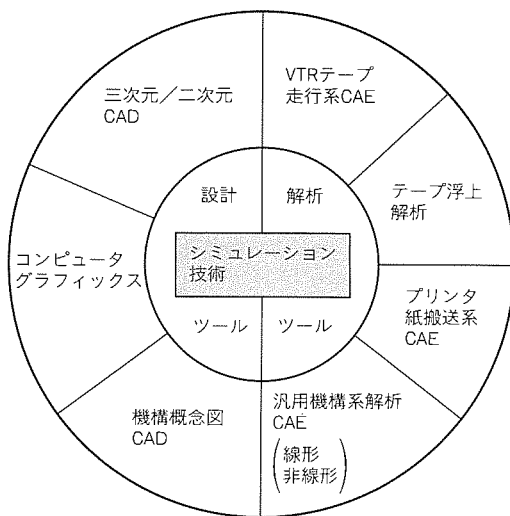 三次元／二次元
CAD
VTRテープ
走行系CAE
テープ浮上
解析
プリンタ
紙搬送系
CAE
汎用機構系解析
CAE
(線形
非線形)
機構概念図
CAD
コンピュータ
グラフィックス
設計
解析
シミュレーション
技術
ツール
ツール